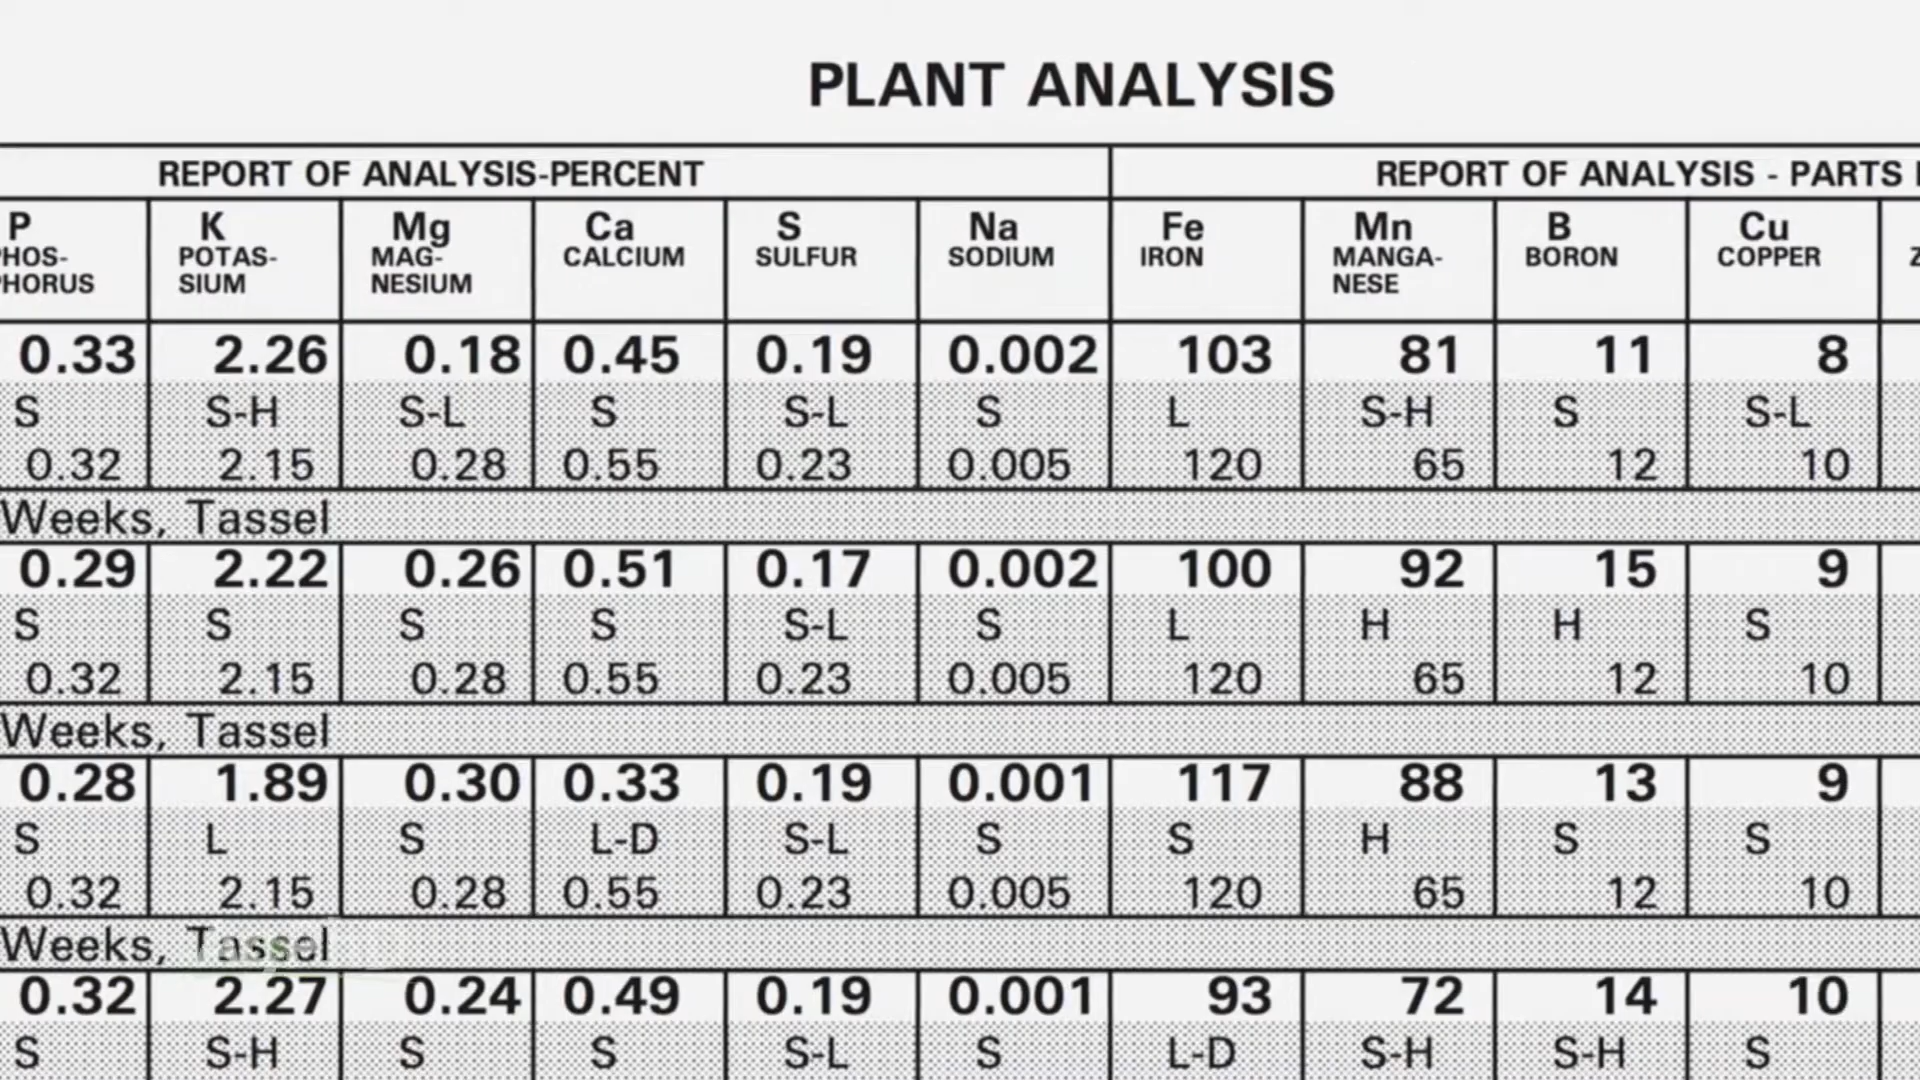 PLANT ANALYSIS
REPORT OF ANALYSIS-PERCENT REPORT OF ANALYSIS - PARTS
P K Mg Ca S Na Fe Mn B Cu
HOS- POTAS- MAG- CALCIUM SULFUR SODIUM IRON MANGA- BORON COPPER Z
HORUS SIUM NESIUM NESE
0.33 2.26 0.18 0.45 0.19 0.002 103 81 11 8
S S-H S-L S S-L S L S-H S S-L
0.32 2.15 0.28 0.55 0.23 0.005 120 65 12 10
Weeks, Tassel
0.29 2.22 0.26 0.51 0.17 0.002 100 92 15 9
S S S S S-L S L H H S
0.32 2.15 0.28 0.55 0.23 0.005 120 65 12 10
Weeks, Tassel
0.28 1.89 0.30 0.33 0.19 0.001 117 88 13 9
S L S L-D S-L S S H S S
0.32 2.15 0.28 0.55 0.23 0.005 120 65 12 10
Weeks, Tassel
0.32 2.27 0.24 0.49 0.19 0.001 93 72 14 10
S S-H S S S-L S L-D S-H S-H S